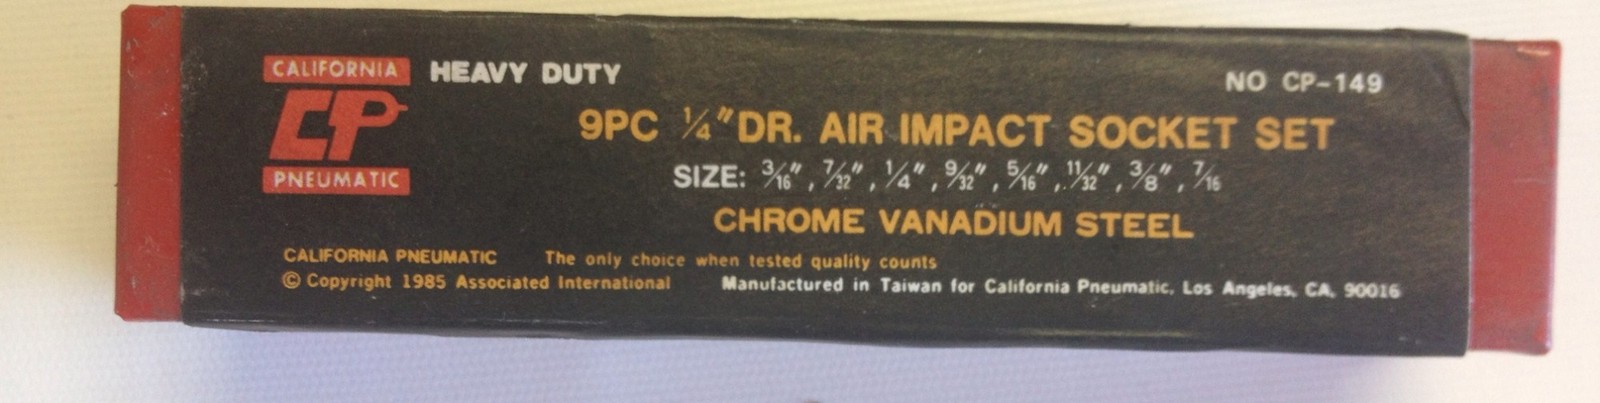 CALIFORNIA
CP
PNEUMATIC
HEAVY DUTY
NO CP-149
9PC 1/4" DR. AIR IMPACT SOCKET SET
SIZE: 3/16", 7/32", 1/4", 9/32", 5/16", 11/32", 3/8", 7/16
CHROME VANADIUM STEEL
CALIFORNIA PNEUMATIC The only choice when tested quality counts
© Copyright 1985 Associated International Manufactured in Taiwan for California Pneumatic, Los Angeles, CA, 90016